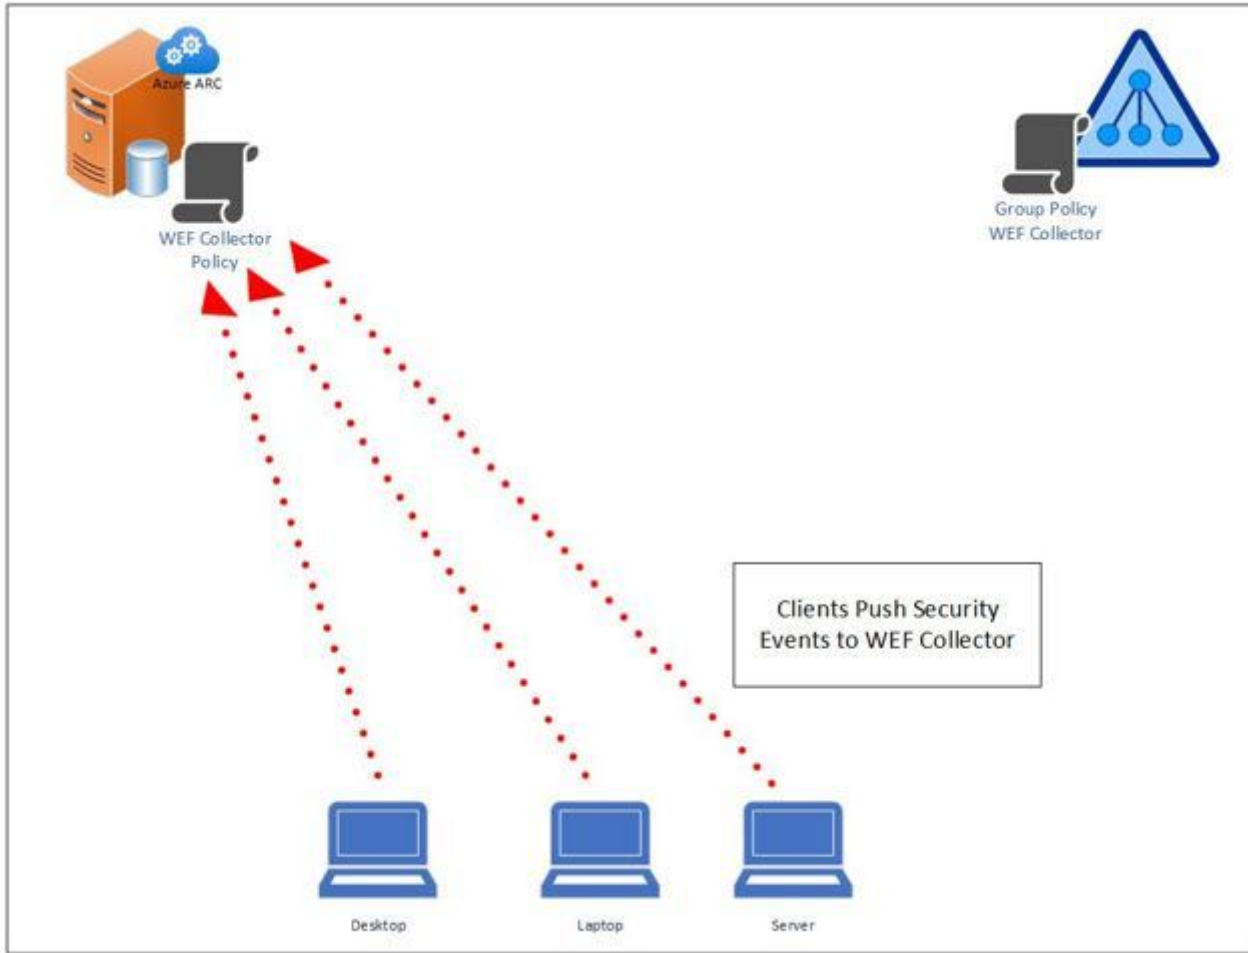 Azure ARC
WEF Collector
Policy
Group Policy
WEF Collector
Clients Push Security
Events to WEF Collector
Desktop
Laptop
Server